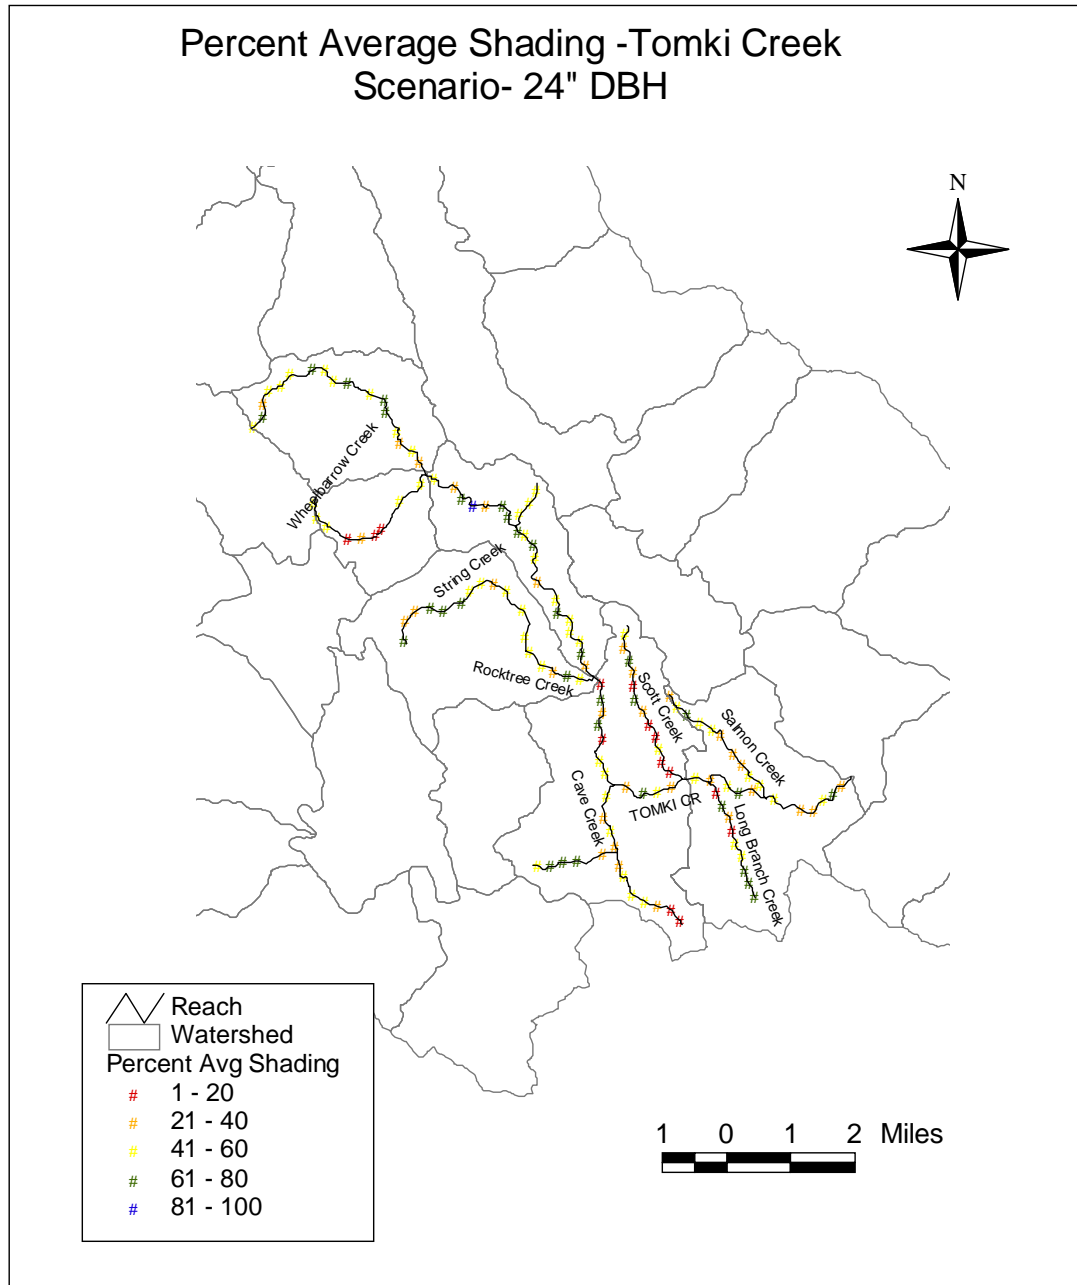 Percent Average Shading -Tomki Creek
Scenario- 24" DBH
N
Wheelbarrow Creek
String Creek
Rocktree Creek
Scott Creek
Salmon Creek
Cave Creek
TOMKI CR
Long Branch Creek
Reach
Watershed
Percent Avg Shading
# 1 - 20
# 21 - 40
# 41 - 60
# 61 - 80
# 81 - 100
1 0 1 2 Miles